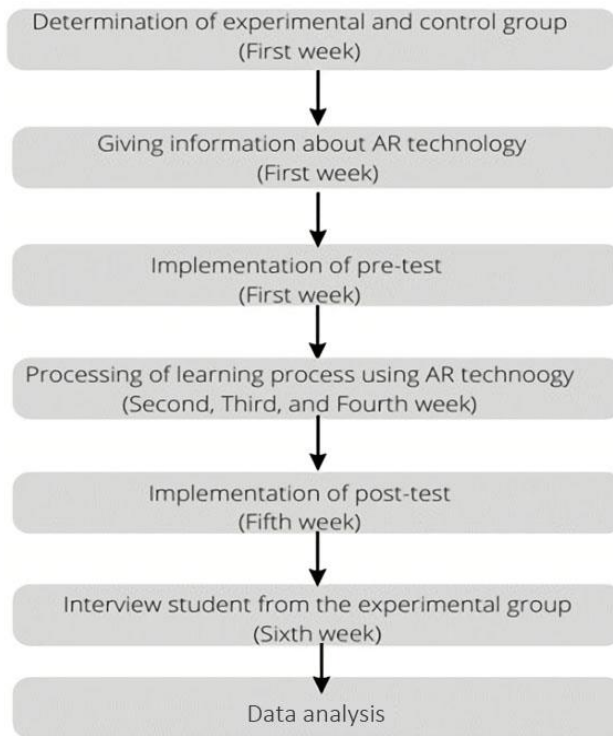 Determination of experimental and control group
(First week)
Giving information about AR technology
(First week)
Implementation of pre-test
(First week)
Processing of learning process using AR technoogy
(Second, Third, and Fourth week)
Implementation of post-test
(Fifth week)
Interview student from the experimental group
(Sixth week)
Data analysis